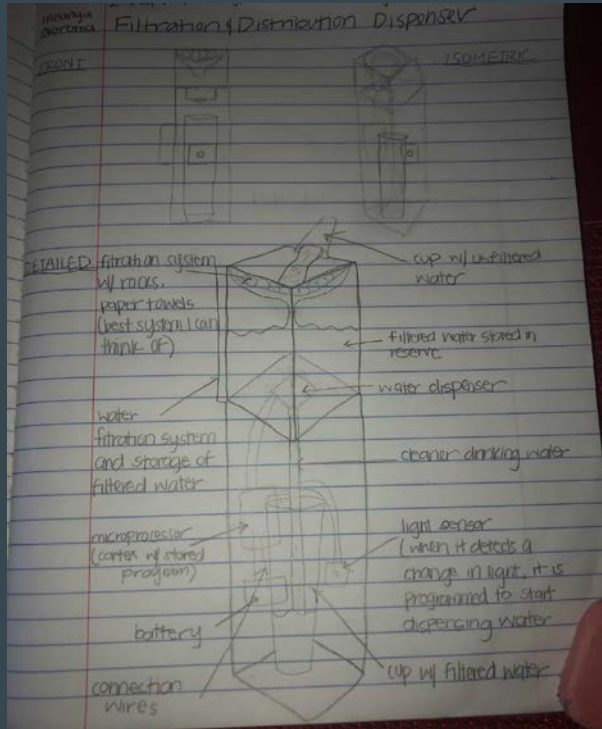 Filtration & Distribution Dispenser
FRONT
ISOMETRIC
DETAILED
filtration system
w/ rocks,
paper towels
(best system I can
think of)
cup w/ unfiltered
water
filtered water stored in
reserve
water dispenser
water
filtration system
and storage of
filtered water
cleaner drinking water
microprocessor
(cortex w/ stored
program)
light sensor
(when it detects a
change in light, it is
programmed to start
dispensing water
battery
cup w/ filtered water
connection
wires